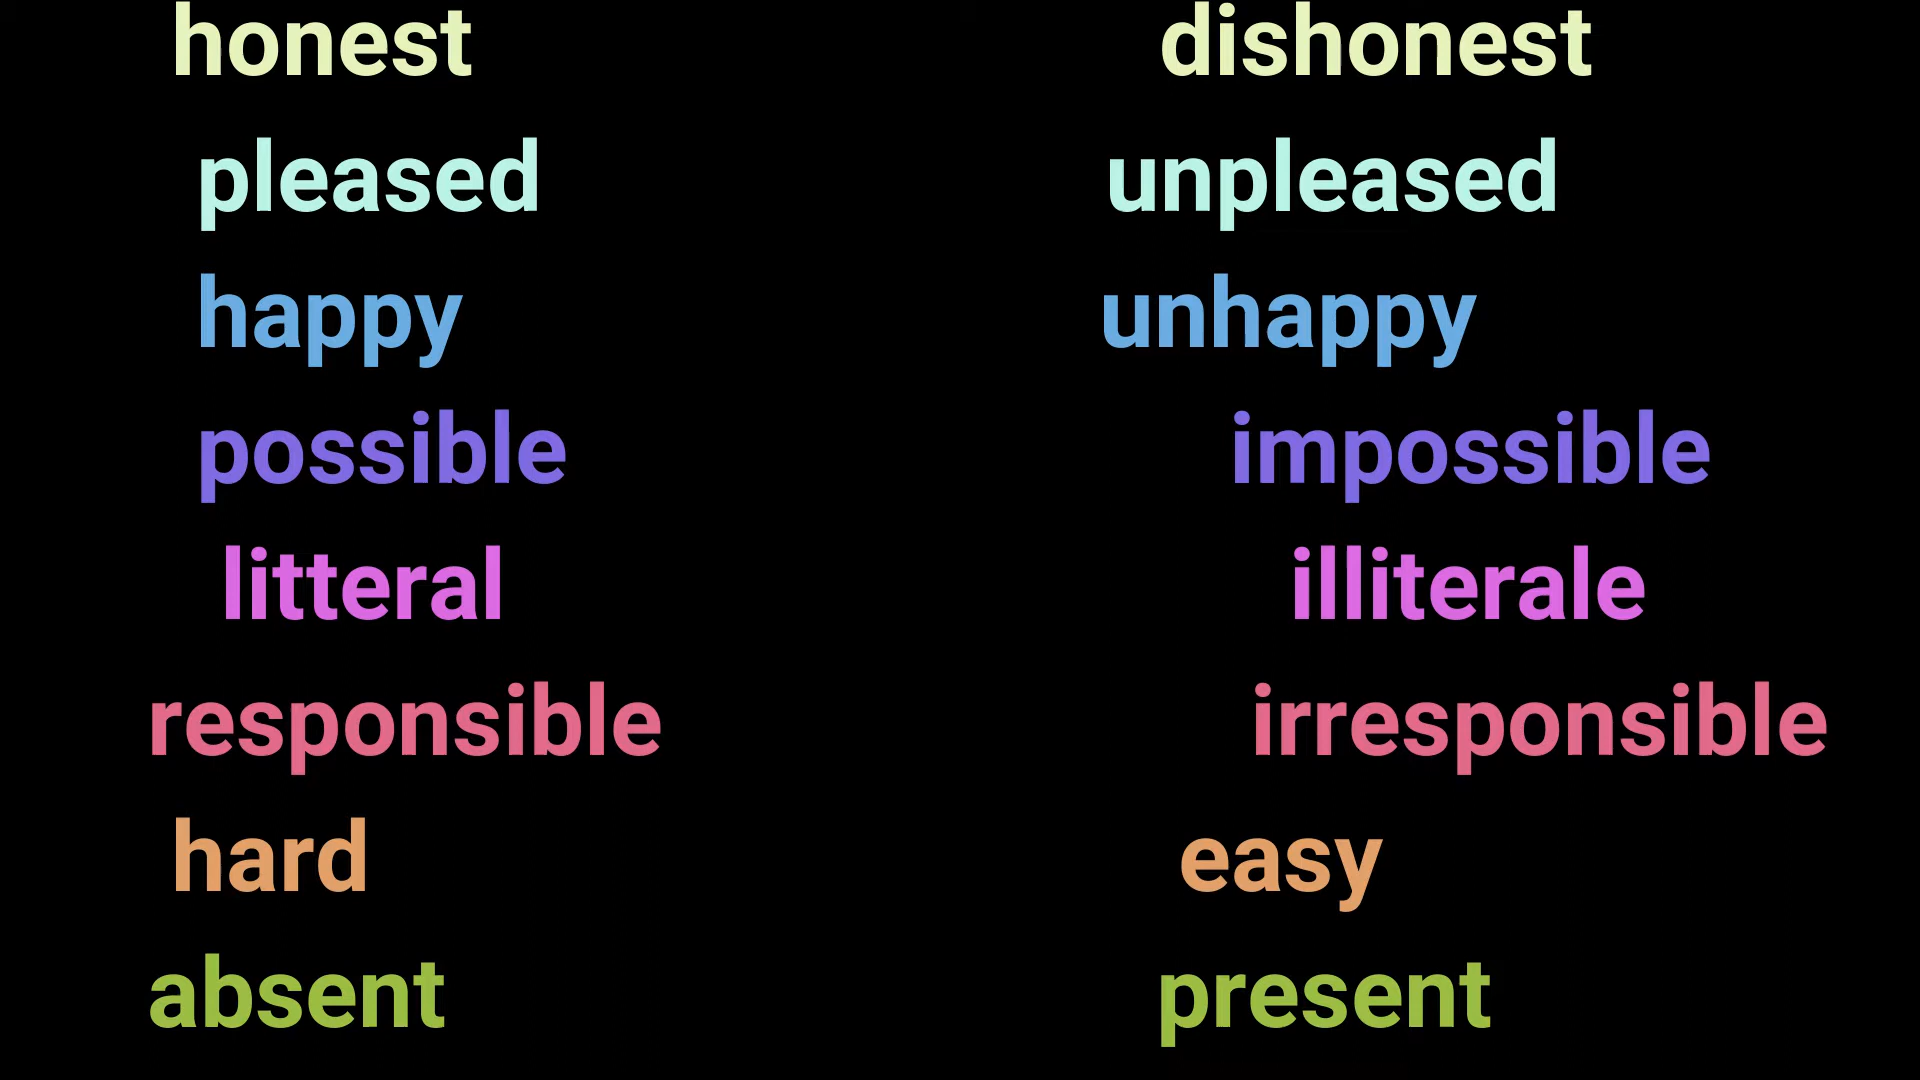 honest dishonest
pleased unpleased
happy unhappy
possible impossible
litteral illiterale
responsible irresponsible
hard easy
absent present